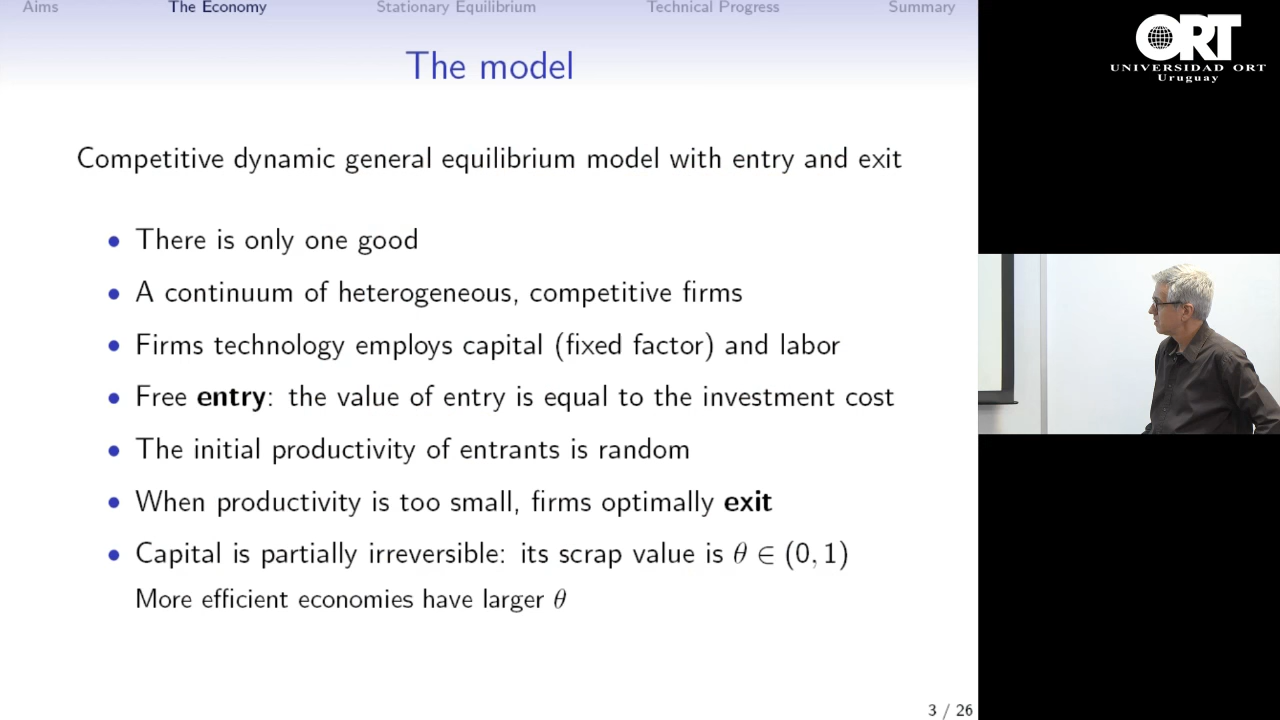 Aims The Economy Stationary Equilibrium Technical Progress Summary
The model
Competitive dynamic general equilibrium model with entry and exit
• There is only one good
• A continuum of heterogeneous, competitive firms
• Firms technology employs capital (fixed factor) and labor
• Free entry: the value of entry is equal to the investment cost
• The initial productivity of entrants is random
• When productivity is too small, firms optimally exit
• Capital is partially irreversible: its scrap value is θ ∈ (0, 1)
More efficient economies have larger θ
3 / 26
ORT
UNIVERSIDAD ORT
Uruguay